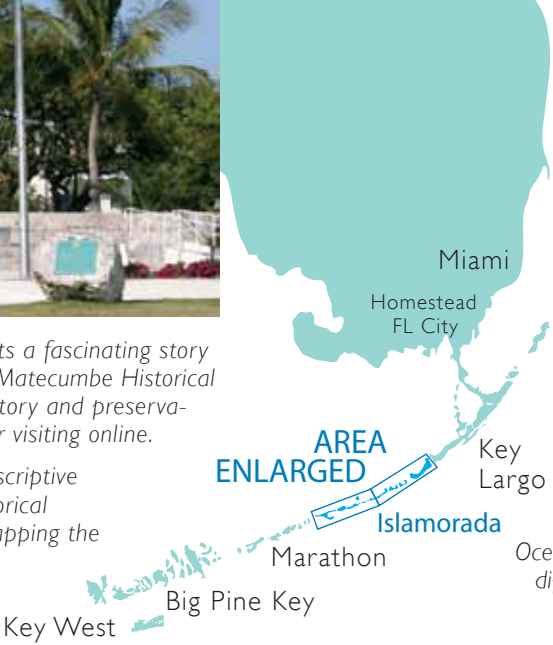 ts a fascinating story
Matecumbe Historical
tory and preserva-
r visiting online.
scriptive
orical
apping the
Miami
Homestead
FL City
AREA
ENLARGED
Key
Largo
Islamorada
Marathon
Big Pine Key
Key West
Oce
di